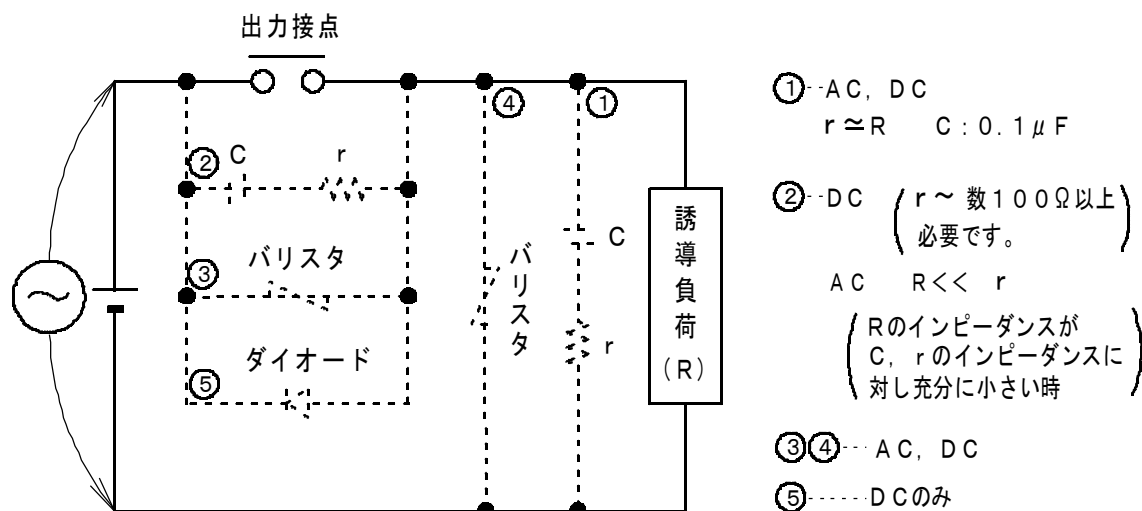 出力接点
④
①
② C r
③ バリスタ
⑤ ダイオード
バリスタ
C
r
誘導負荷
(R)
①--AC, DC
r≃R C:0.1μF
②--DC (r～数100Ω以上
必要です。)
AC R<< r
(Rのインピーダンスが
C, rのインピーダンスに
対し充分に小さい時)
③④--- AC, DC
⑤------DCのみ